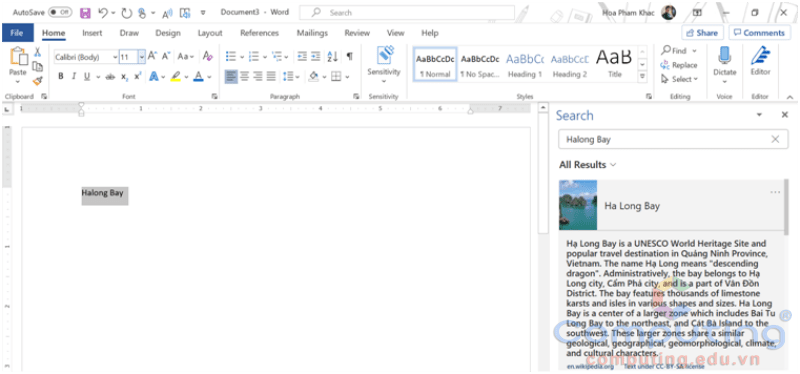 AutoSave Off Document3 - Word Search Hoa Pham Khac
File Home Insert Draw Design Layout References Mailings Review View Help Share Comments
Calibri (Body) 11
Paste
Sensitivity
AaBbCcDc AaBbCcDc AaBbCc AaBbCcC AaB
¶ Normal ¶ No Spac... Heading 1 Heading 2 Title
Find
Replace
Select
Dictate
Editor
Clipboard Font Paragraph Sensitivity Styles Editing Voice Editor
Search
Halong Bay
All Results
Ha Long Bay
Hạ Long Bay is a UNESCO World Heritage Site and
popular travel destination in Quảng Ninh Province,
Vietnam. The name Hạ Long means "descending
dragon". Administratively, the bay belongs to Hạ
Long city, Cẩm Phả city, and is a part of Vân Đồn
District. The bay features thousands of limestone
karsts and isles in various shapes and sizes. Ha Long
Bay is a center of a larger zone which includes Bai Tu
Long Bay to the northeast, and Cát Bà Island to the
southwest. These larger zones share a similar
geological, geographical, geomorphological, climate,
and cultural characters.
en.wikipedia.org Text under CC-BY-SA license
Halong Bay
Computing
computing.edu.vn